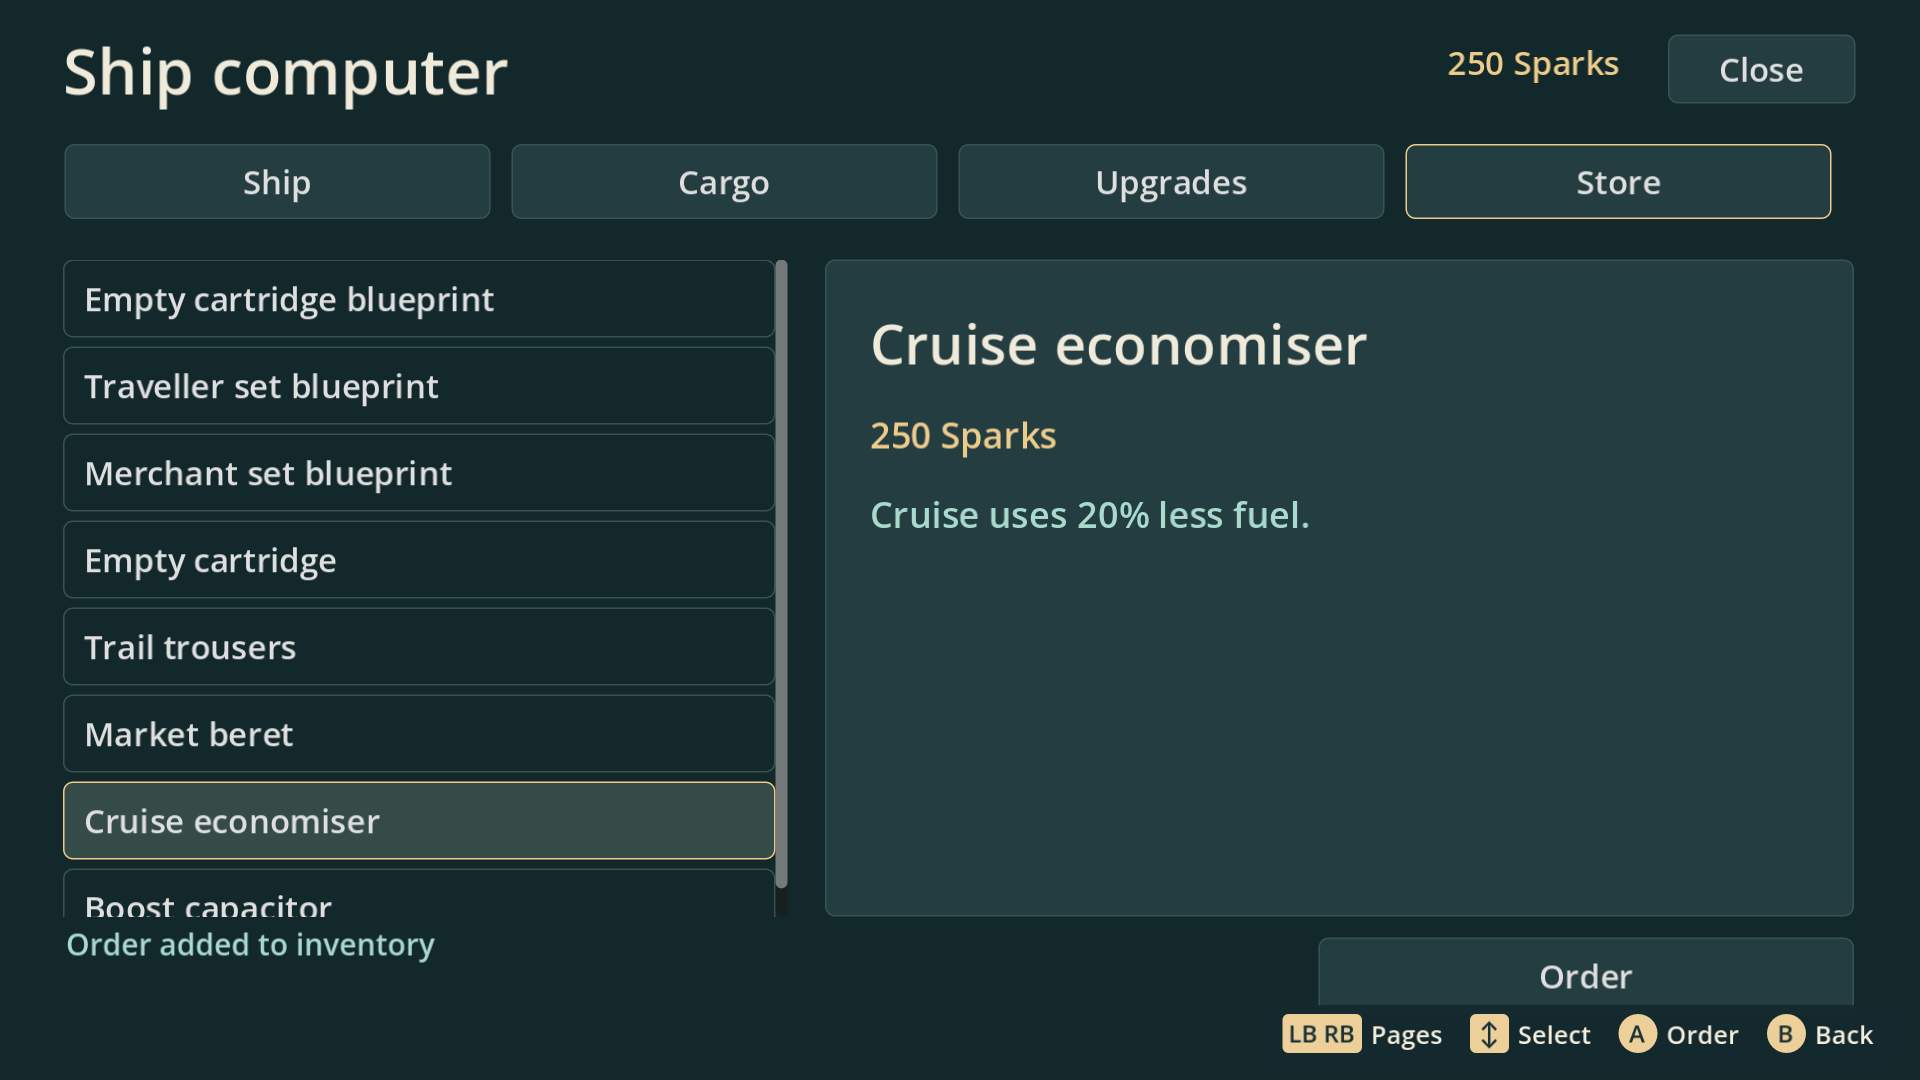 Ship computer
250 Sparks
Close
Ship
Cargo
Upgrades
Store
Empty cartridge blueprint
Traveller set blueprint
Merchant set blueprint
Empty cartridge
Trail trousers
Market beret
Cruise economiser
Boost capacitor
Order added to inventory
Cruise economiser
250 Sparks
Cruise uses 20% less fuel.
Order
LB RB Pages
Select
A Order
B Back